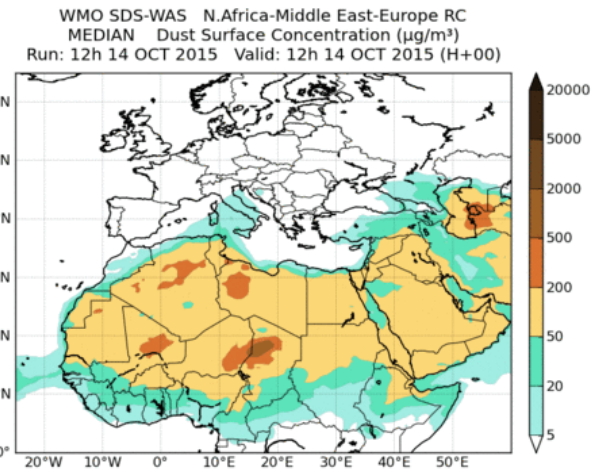 WMO SDS-WAS N.Africa-Middle East-Europe RC
MEDIAN Dust Surface Concentration (µg/m³)
Run: 12h 14 OCT 2015 Valid: 12h 14 OCT 2015 (H+00)
20000
5000
2000
500
200
50
20
5
N
N
N
N
N
N
0°
20°W 10°W 0° 10°E 20°E 30°E 40°E 50°E